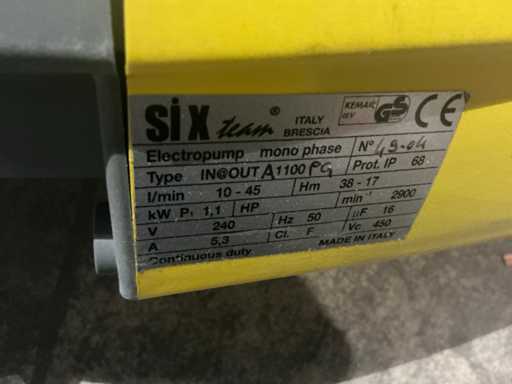 six team ® ITALY BRESCIA KEMA/K I&V GS CE
Electropump mono phase N° 49-04
Type IN@OUT A1100 PG Prot. IP 68
l/min 10 - 45 Hm 38 - 17
kW P₁ 1,1 HP min⁻¹ 2900
V 240 Hz 50 µF 16
A 5,3 Cl. F Vc 450
Continuous duty MADE IN ITALY